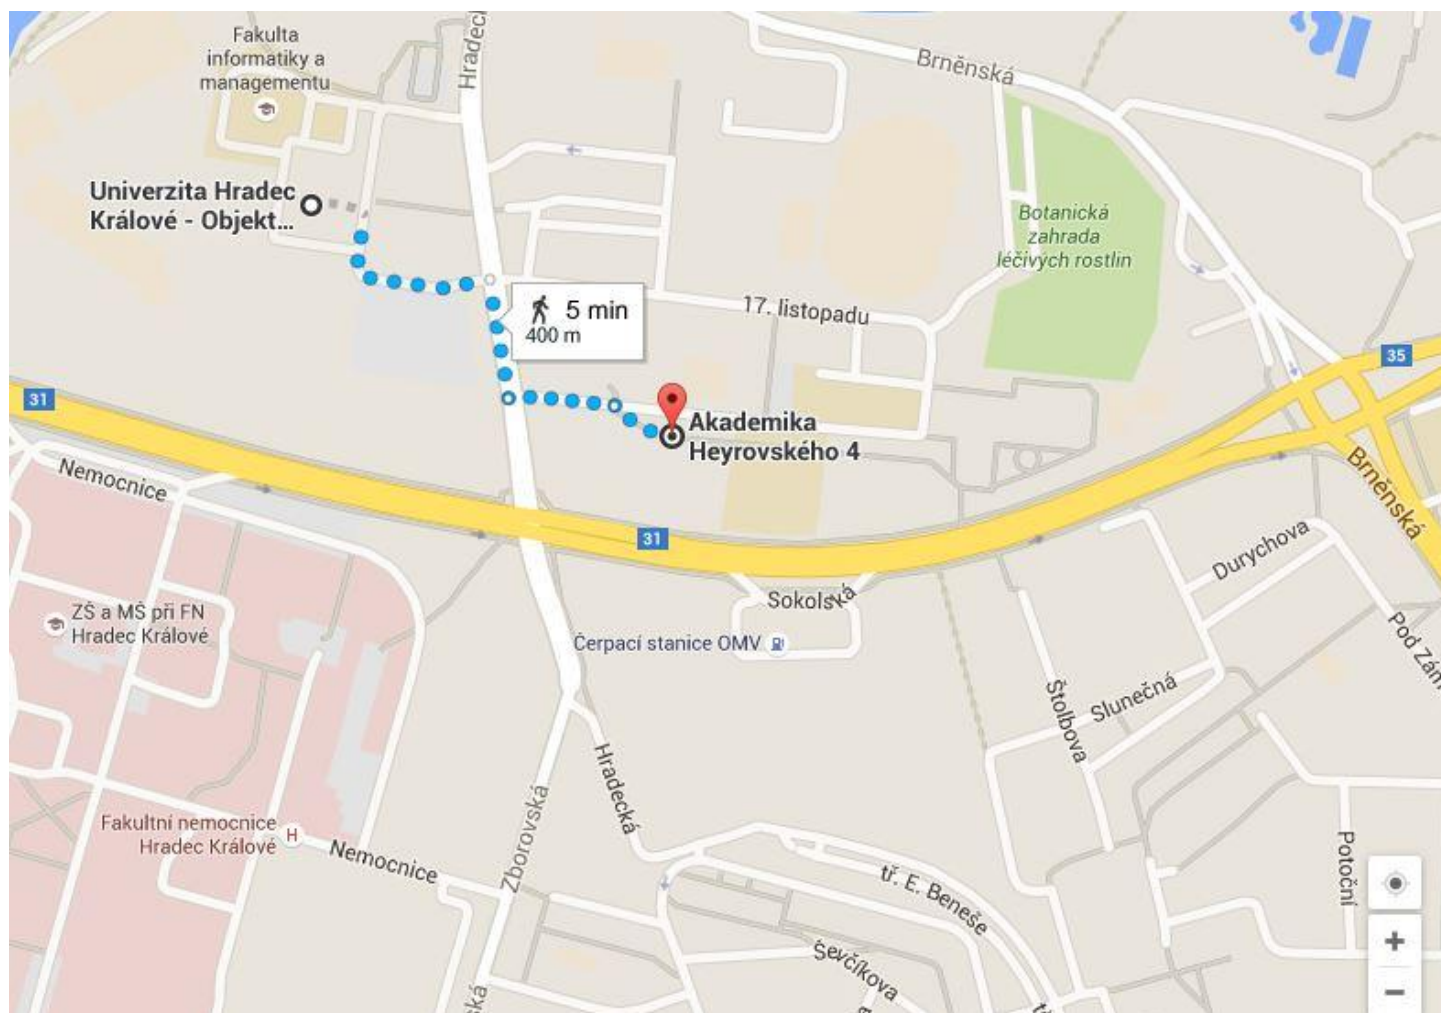 Fakulta
informatiky a
managementu
Hradeck
Brněnská
Univerzita Hradec
Králové - Objekt...
Botanická
zahrada
léčivých rostlin
5 min
400 m
17. listopadu
35
31
Akademika
Heyrovského 4
Nemocnice
Brněnská
31
Durychova
Sokolská
ZŠ a MŠ při FN
Hradec Králové
Čerpací stanice OMV
Pod Zám
Slunečná
Štolbova
Hradecká
Zborovská
Fakultní nemocnice
Hradec Králové
H
Nemocnice
tř. E. Beneše
Potoční
+
Ševčíkova
−
ská